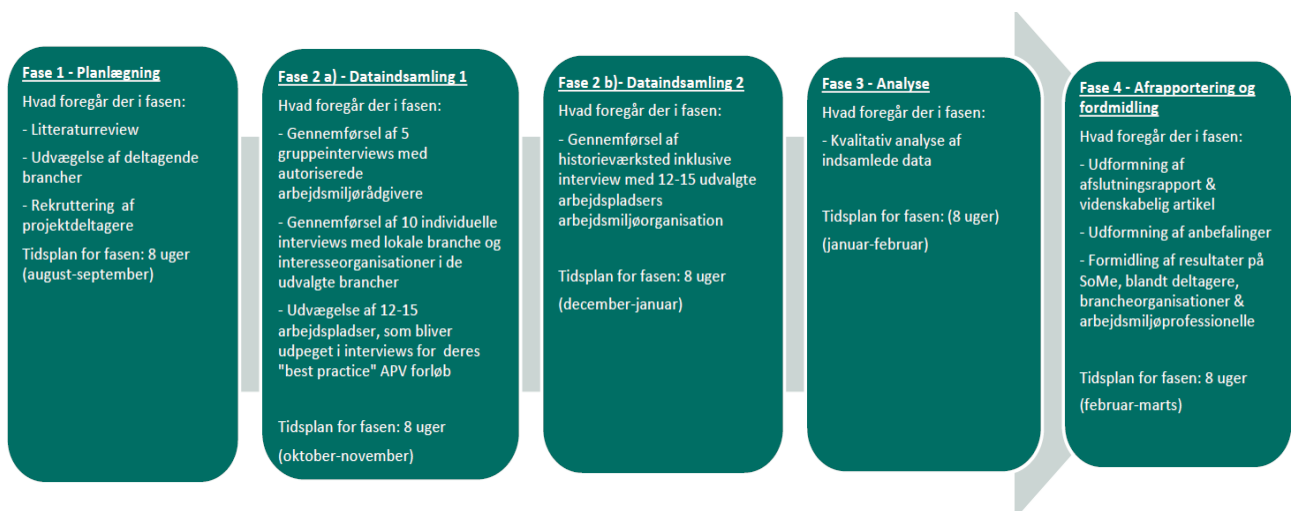 Fase 1 - Planlægning
Hvad foregår der i fasen:
- Litteraturreview
- Udvægelse af deltagende
brancher
- Rekruttering af
projektdeltagere
Tidsplan for fasen: 8 uger
(august-september)
Fase 2 a) - Dataindsamling 1
Hvad foregår der i fasen:
- Gennemførsel af 5
gruppeinterviews med
autoriserede
arbejdsmiljørådgivere
- Gennemførsel af 10 individuelle
interviews med lokale branche og
interesseorganisationer i de
udvalgte brancher
- Udvægelse af 12-15
arbejdspladser, som bliver
udpeget i interviews for deres
"best practice" APV forløb
Tidsplan for fasen: 8 uger
(oktober-november)
Fase 2 b)- Dataindsamling 2
Hvad foregår der i fasen:
- Gennemførsel af
historieværksted inklusive
interview med 12-15 udvalgte
arbejdspladsers
arbejdsmiljøorganisation
Tidsplan for fasen: 8 uger
(december-januar)
Fase 3 - Analyse
Hvad foregår der i fasen:
- Kvalitativ analyse af
indsamlede data
Tidsplan for fasen: (8 uger)
(januar-februar)
Fase 4 - Afrapportering og
fordmidling
Hvad foregår der i fasen:
- Udformning af
afslutningsrapport &
videnskabelig artikel
- Udformning af anbefalinger
- Formidling af resultater på
SoMe, blandt deltagere,
brancheorganisationer &
arbejdsmiljøprofessionelle
Tidsplan for fasen: 8 uger
(februar-marts)